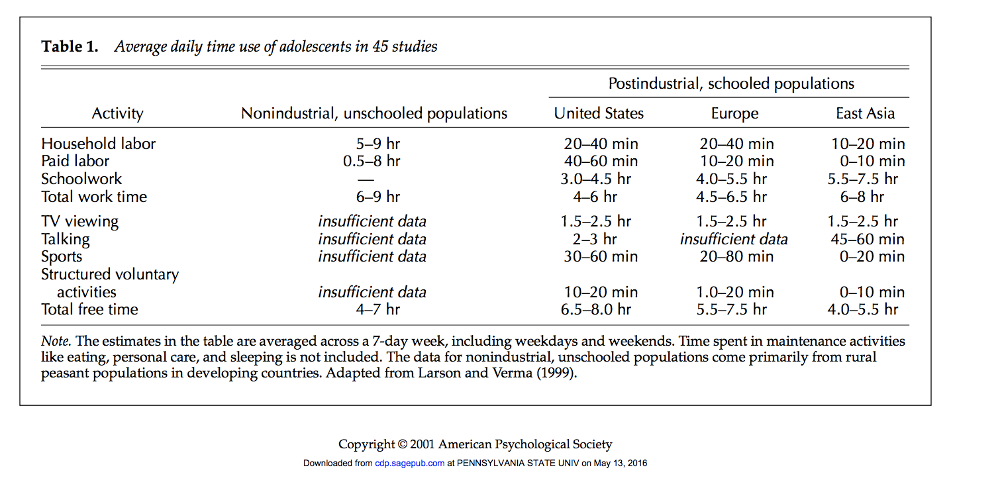 Table 1. Average daily time use of adolescents in 45 studies
Postindustrial, schooled populations
Activity Nonindustrial, unschooled populations United States Europe East Asia
Household labor 5–9 hr 20–40 min 20–40 min 10–20 min
Paid labor 0.5–8 hr 40–60 min 10–20 min 0–10 min
Schoolwork — 3.0–4.5 hr 4.0–5.5 hr 5.5–7.5 hr
Total work time 6–9 hr 4–6 hr 4.5–6.5 hr 6–8 hr
TV viewing insufficient data 1.5–2.5 hr 1.5–2.5 hr 1.5–2.5 hr
Talking insufficient data 2–3 hr insufficient data 45–60 min
Sports insufficient data 30–60 min 20–80 min 0–20 min
Structured voluntary
activities insufficient data 10–20 min 1.0–20 min 0–10 min
Total free time 4–7 hr 6.5–8.0 hr 5.5–7.5 hr 4.0–5.5 hr
Note. The estimates in the table are averaged across a 7-day week, including weekdays and weekends. Time spent in maintenance activities
like eating, personal care, and sleeping is not included. The data for nonindustrial, unschooled populations come primarily from rural
peasant populations in developing countries. Adapted from Larson and Verma (1999).
Copyright © 2001 American Psychological Society
Downloaded from cdp.sagepub.com at PENNSYLVANIA STATE UNIV on May 13, 2016